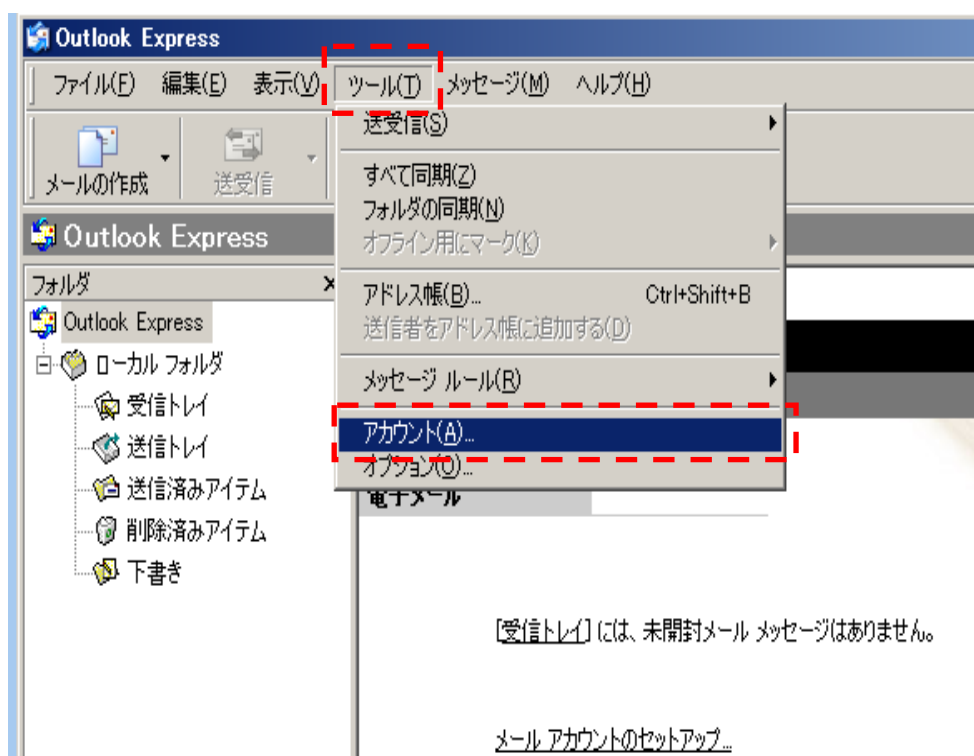 Outlook Express
ファイル(F) 編集(E) 表示(V) ツール(T) メッセージ(M) ヘルプ(H)
メールの作成 送受信
送受信(S)
すべて同期(Z)
フォルダの同期(N)
オフライン用にマーク(K)
アドレス帳(B)... Ctrl+Shift+B
送信者をアドレス帳に追加する(D)
メッセージ ルール(R)
アカウント(A)...
オプション(O)...
Outlook Express
フォルダ ×
Outlook Express
ローカル フォルダ
受信トレイ
送信トレイ
送信済みアイテム
削除済みアイテム
下書き
電子メール
[受信トレイ] には、未開封メール メッセージはありません。
メール アカウントのセットアップ...